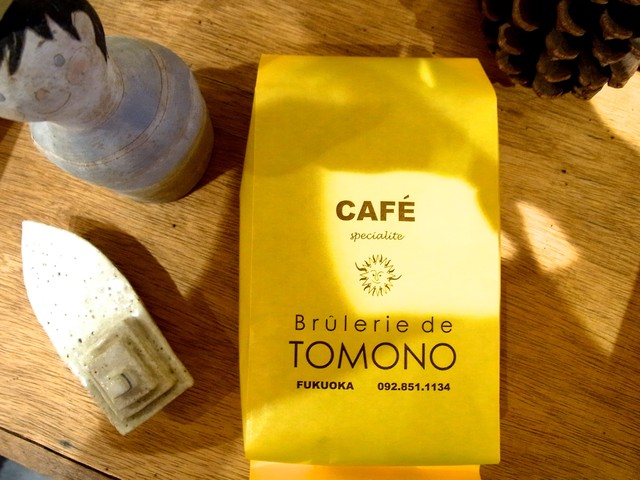 CAFÉ
specialite
Brûlerie de
TOMONO
FUKUOKA 092.851.1134